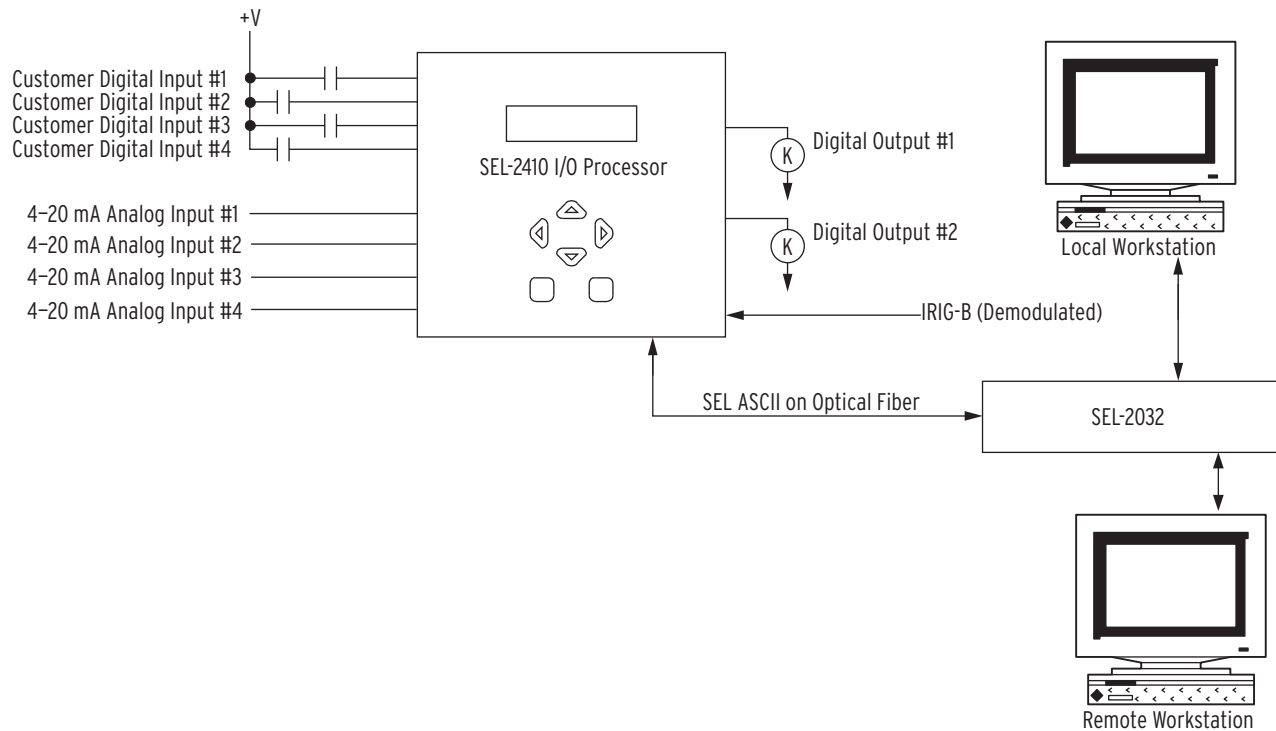 +V
Customer Digital Input #1
Customer Digital Input #2
Customer Digital Input #3
Customer Digital Input #4
4–20 mA Analog Input #1
4–20 mA Analog Input #2
4–20 mA Analog Input #3
4–20 mA Analog Input #4
SEL-2410 I/O Processor
K
Digital Output #1
K
Digital Output #2
IRIG-B (Demodulated)
SEL ASCII on Optical Fiber
Local Workstation
SEL-2032
Remote Workstation